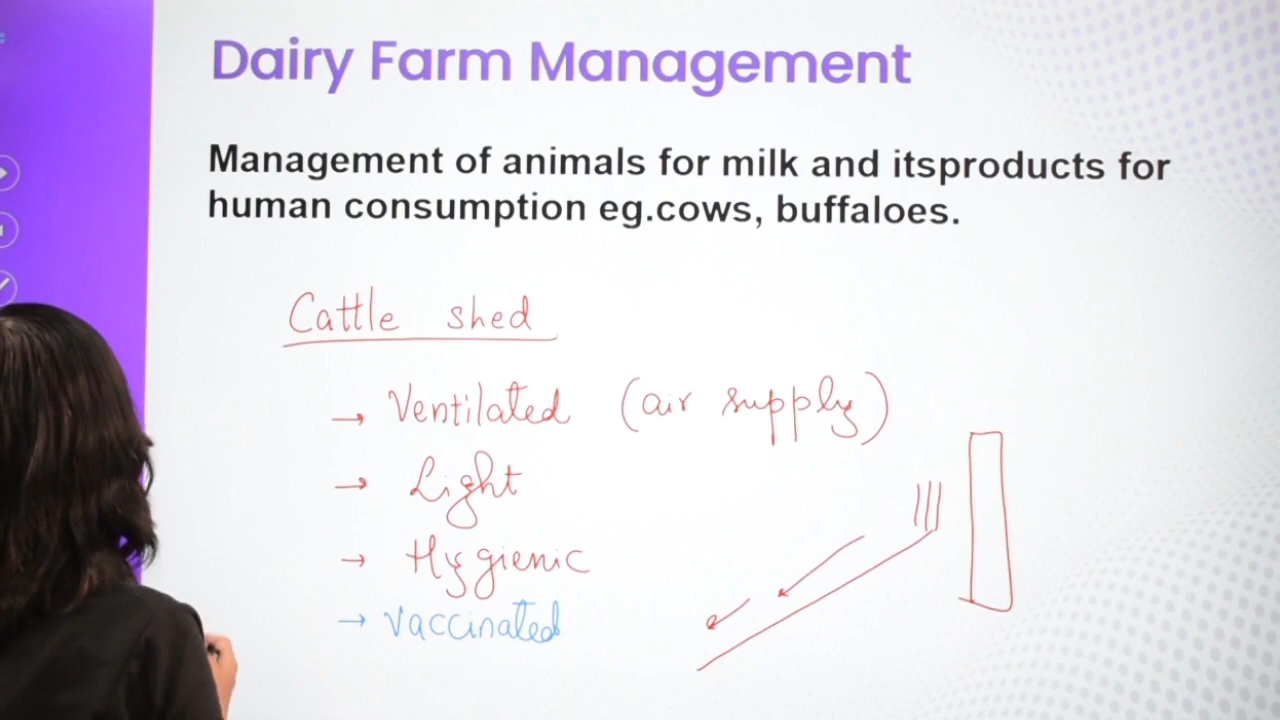 Dairy Farm Management
Management of animals for milk and itsproducts for
human consumption eg.cows, buffaloes.
Cattle shed
→ Ventilated (air supply)
→ Light
→ Hygienic
→ Vaccinated